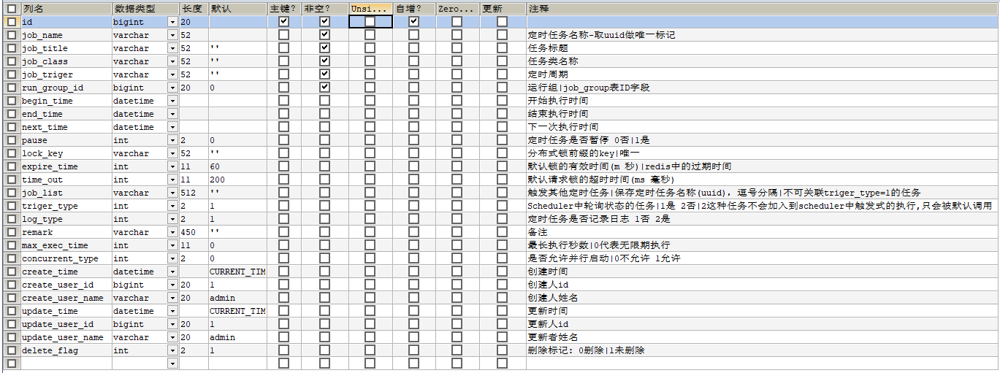 列名 数据类型 长度 默认 主键? 非空? Unsi... 自增? Zero... 更新 注释
id bigint 20
job_name varchar 52 定时任务名称-取uuid做唯一标记
job_title varchar 52 '' 任务标题
job_class varchar 52 '' 任务类名称
job_triger varchar 52 '' 定时周期
run_group_id bigint 20 0 运行组|job_group表ID字段
begin_time datetime 开始执行时间
end_time datetime 结束执行时间
next_time datetime 下一次执行时间
pause int 2 0 定时任务是否暂停 0否|1是
lock_key varchar 52 '' 分布式锁前缀的key|唯一
expire_time int 11 60 默认锁的有效时间(m 秒)|redis中的过期时间
time_out int 11 200 默认请求锁的超时时间(ms 毫秒)
job_list varchar 512 '' 触发其他定时任务|保存定时任务名称(uuid), 逗号分隔|不可关联triger_type=1的任务
triger_type int 2 1 Scheduler中轮询状态的任务|1是 2否|2这种任务不会加入到scheduler中触发式的执行,只会被默认调用
log_type int 2 1 定时任务是否记录日志 1否 2是
remark varchar 450 '' 备注
max_exec_time int 11 0 最长执行秒数|0代表无限期执行
concurrent_type int 2 0 是否允许并行启动|0不允许 1允许
create_time datetime CURRENT_TIM 创建时间
create_user_id bigint 20 1 创建人id
create_user_name varchar 20 admin 创建人姓名
update_time datetime CURRENT_TIM 更新时间
update_user_id bigint 20 1 更新人id
update_user_name varchar 20 admin 更新者姓名
delete_flag int 2 1 删除标记: 0删除|1未删除